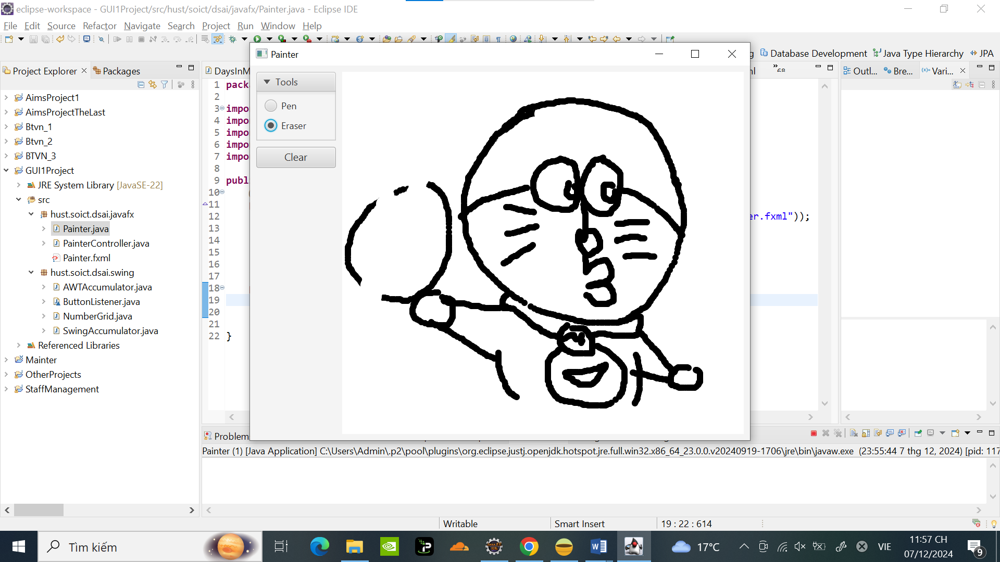 eclipse-workspace - GUI1Project/src/hust/soict/dsai/javafx/Painter.java - Eclipse IDE
File Edit Source Refactor Navigate Search Project Run Window Help
Database Development Java Type Hierarchy JPA
Project Explorer Packages
DaysInM
68
Outl... Bre... Vari...
AimsProject1
AimsProjectTheLast
Btvn_1
Btvn_2
BTVN_3
GUI1Project
JRE System Library [JavaSE-22]
src
hust.soict.dsai.javafx
Painter.java
PainterController.java
Painter.fxml
hust.soict.dsai.swing
AWTAccumulator.java
ButtonListener.java
NumberGrid.java
SwingAccumulator.java
Referenced Libraries
Mainter
OtherProjects
StaffManagement
1 pack
2
3 impo
4 impo
5 impo
6 impo
7 impo
8
9 publ
10
11
12 er.fxml"));
13
14
15
16
17
18
19
20
21
22 }
Painter
Tools
Pen
Eraser
Clear
Problem
Painter (1) [Java Application] C:\Users\Admin\.p2\pool\plugins\org.eclipse.justj.openjdk.hotspot.jre.full.win32.x86_64_23.0.0.v20240919-1706\jre\bin\javaw.exe (23:55:44 7 thg 12, 2024) [pid: 117
Writable Smart Insert 19 : 22 : 614
Tìm kiếm
17°C
VIE
11:57 CH
07/12/2024
9